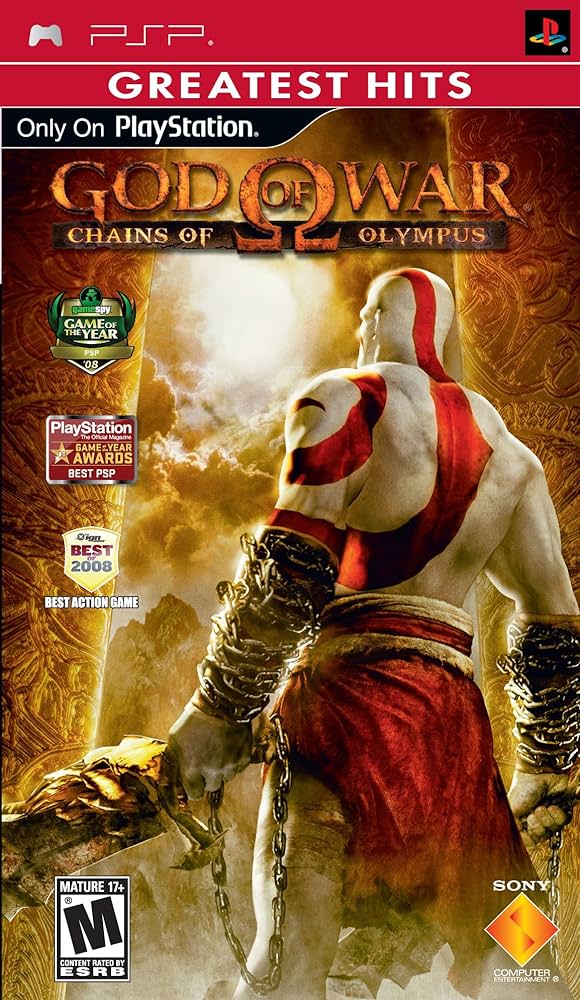 PSP®
GREATEST HITS
Only On PlayStation®
GOD OF WAR®
CHAINS OF OLYMPUS
gamespy
GAME OF
THE YEAR
PSP
'08
PlayStation
The Official Magazine
GAME OF THE YEAR
AWARDS
BEST PSP
ign
BEST
OF
2008
BEST ACTION GAME
MATURE 17+
M
CONTENT RATED BY
ESRB
SONY
COMPUTER
ENTERTAINMENT®